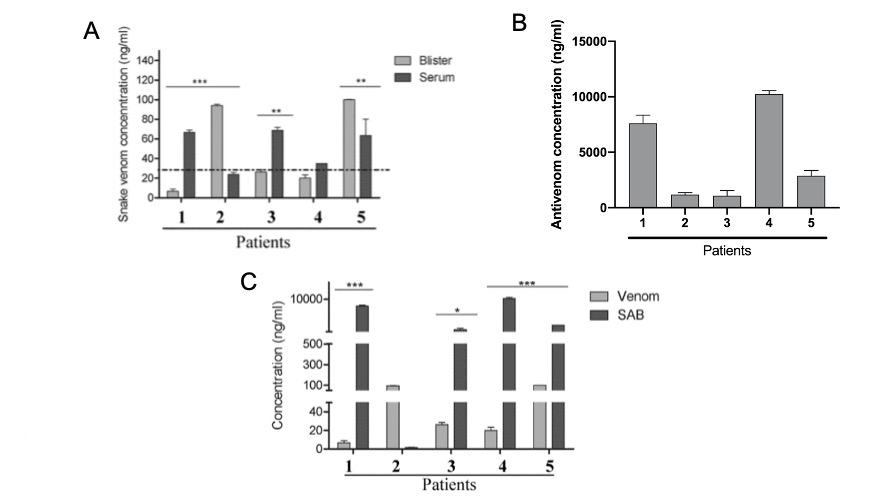 A
Snake venom concenntration (ng/ml)
140
120
100
80
60
40
20
0
***
**
**
Blister
Serum
1 2 3 4 5
Patients
B
Antivenom concentration (ng/ml)
15000
10000
5000
0
1 2 3 4 5
Patients
C
Concentration (ng/ml)
10000
500
300
100
40
20
0
***
*
***
Venom
SAB
1 2 3 4 5
Patients